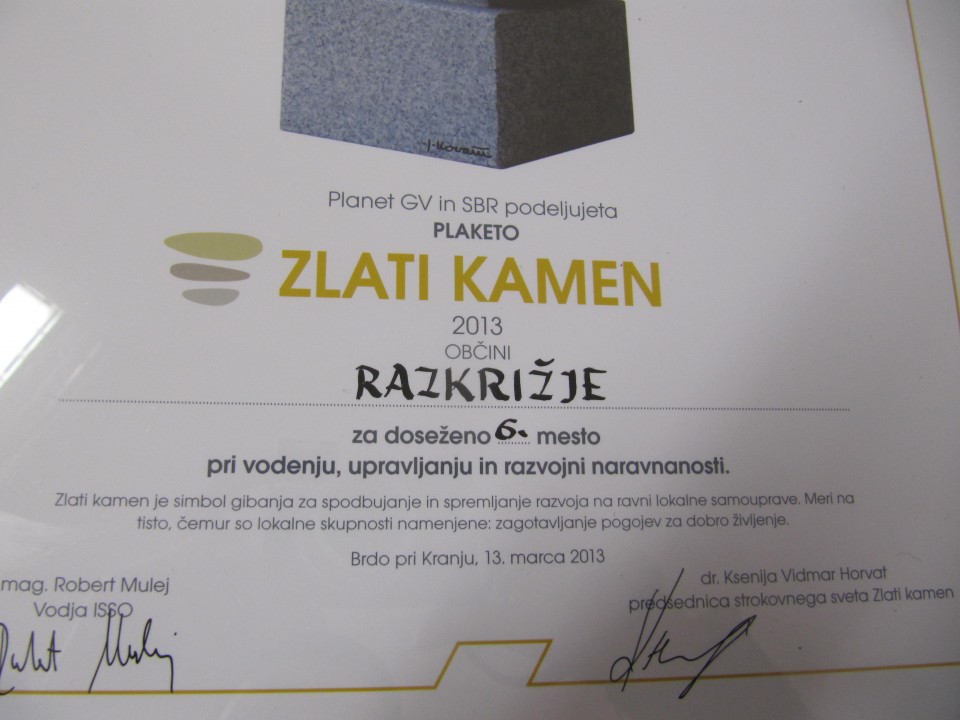 Planet GV in SBR podeljujeta
PLAKETO
ZLATI KAMEN
2013
OBČINI
RAZKRIŽJE
za doseženo 6. mesto
pri vodenju, upravljanju in razvojni naravnanosti.
Zlati kamen je simbol gibanja za spodbujanje in spremljanje razvoja na ravni lokalne samouprave. Meri na
tisto, čemur so lokalne skupnosti namenjene: zagotavljanje pogojev za dobro življenje.
Brdo pri Kranju, 13. marca 2013
mag. Robert Mulej
Vodja ISSO
dr. Ksenija Vidmar Horvat
predsednica strokovnega sveta Zlati kamen